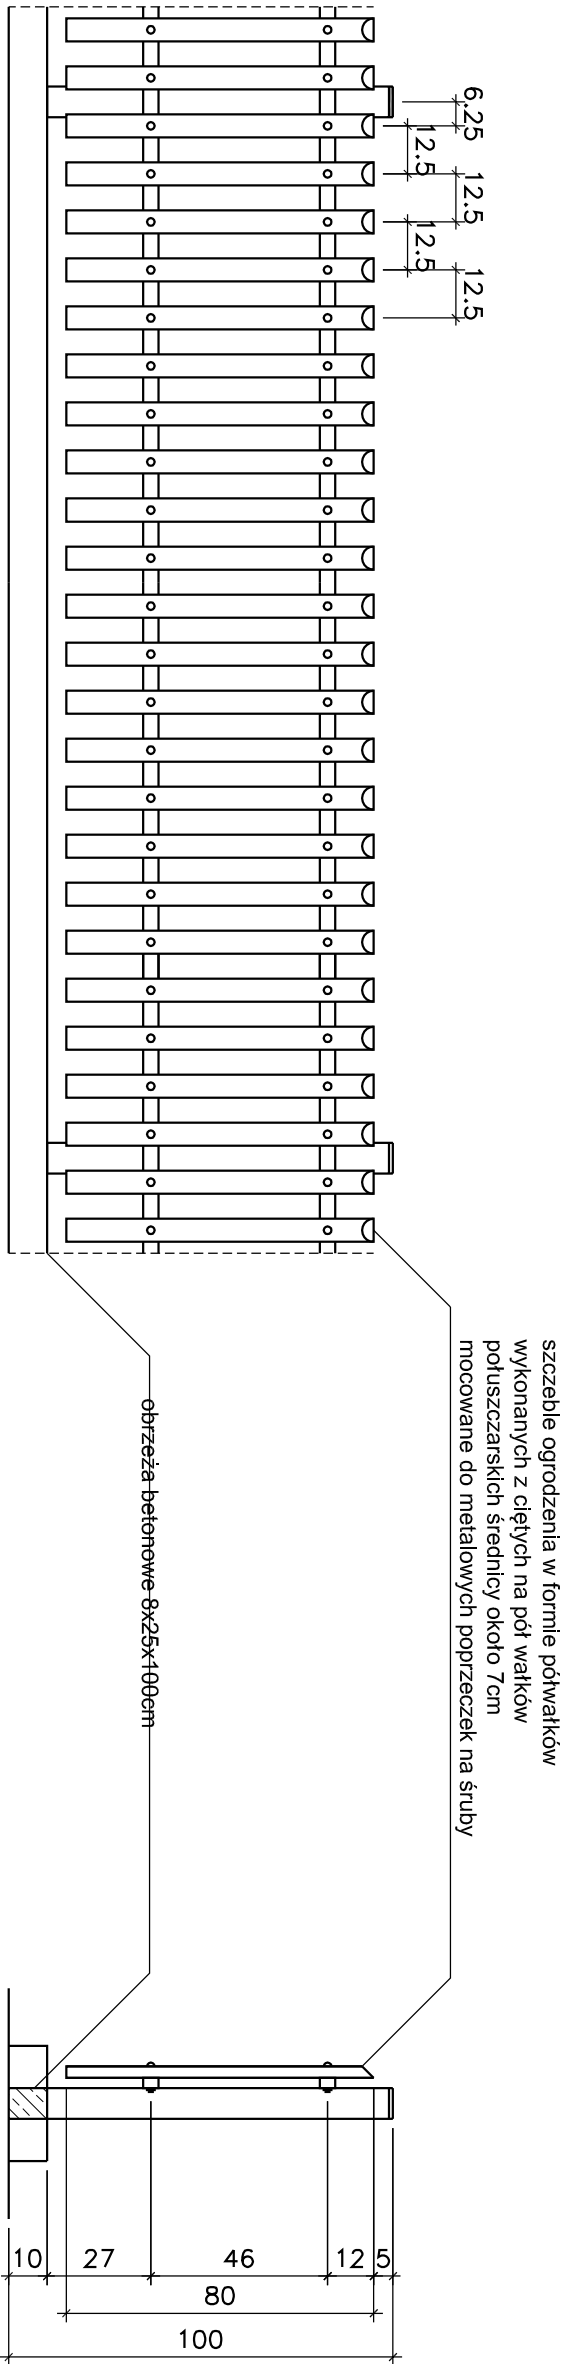 6.25
12.5
12.5
12.5
12.5
szczeble ogrodzenia w formie półwałków
wykonanych z ciętych na pół wałków
połuszczarskich średnicy około 7cm
mocowane do metalowych poprzeczek na śruby
obrzeża betonowe 8x25x100cm
10
27
46
12
5
80
100